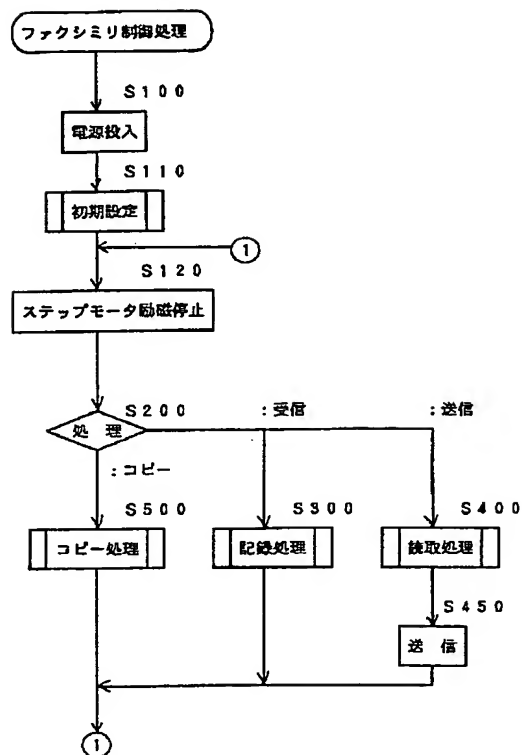 ファクシミリ制御処理
S100
電源投入
S110
初期設定
1
S120
ステップモータ励磁停止
S200
:受信
:送信
処 理
:コピー
S500
S300
S400
コピー処理
記録処理
読取処理
S450
送 信
1